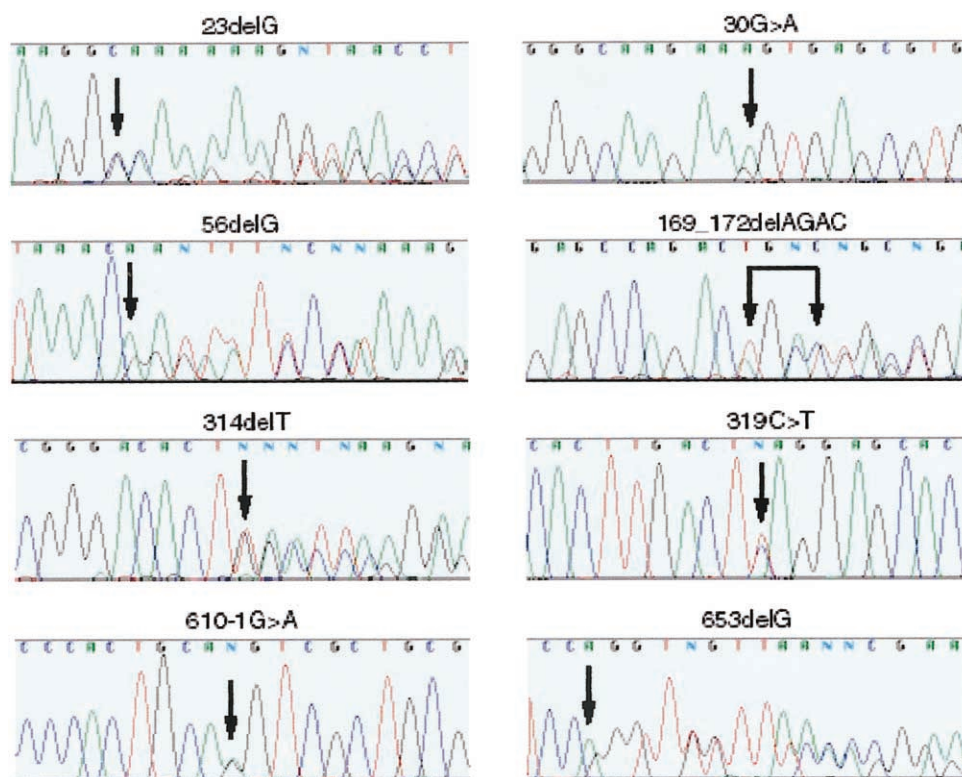 23delG
A A G G C A A A A A A G N T A A C C T
30G>A
G G G C A A G A A A G T G A G C G T G
56delG
T A A A C A A N T T T N C N N A A A G
169_172delAGAC
G A G C C A G A C T G N C N G C N G
314delT
C G G G A C A C T N N N T N A A G N A
319C>T
C A C T T G A C T N A G G A G C A C
610-1G>A
C C C A C T G C A N G T C G C T G C G
653delG
C C A G G T N G T T A A N N C G A A